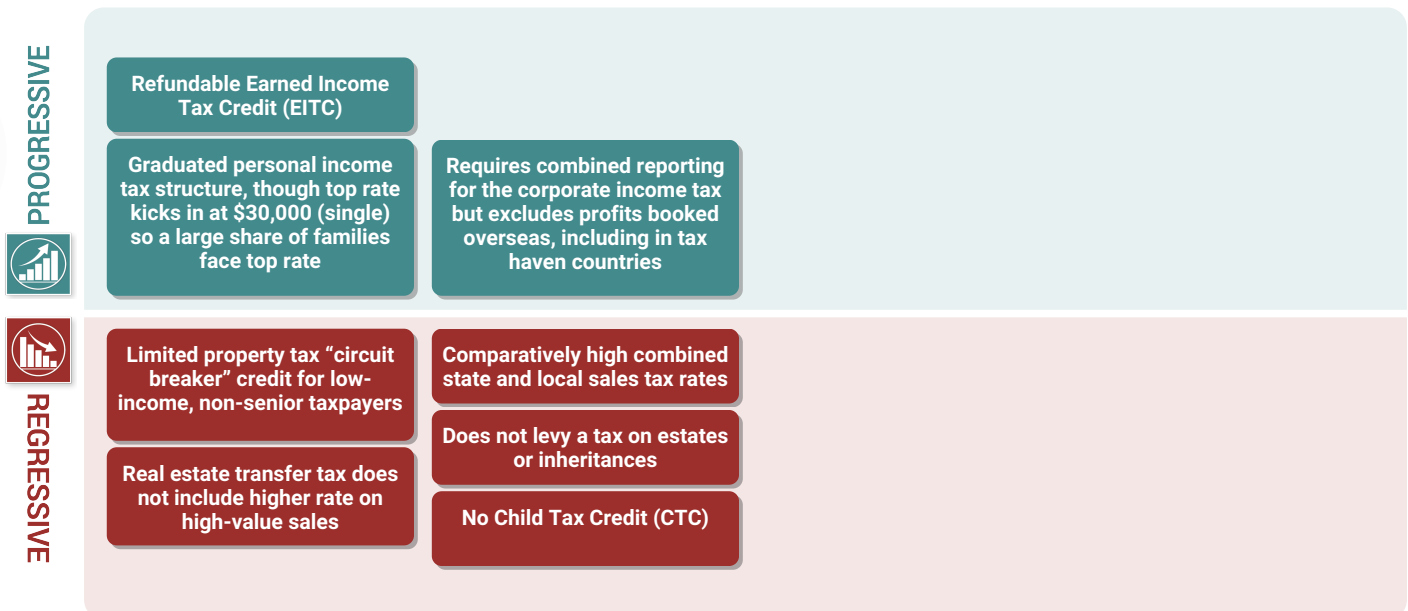 PROGRESSIVE
Refundable Earned Income
Tax Credit (EITC)
Graduated personal income
tax structure, though top rate
kicks in at $30,000 (single)
so a large share of families
face top rate
Requires combined reporting
for the corporate income tax
but excludes profits booked
overseas, including in tax
haven countries
REGRESSIVE
Limited property tax “circuit
breaker” credit for low-
income, non-senior taxpayers
Real estate transfer tax does
not include higher rate on
high-value sales
Comparatively high combined
state and local sales tax rates
Does not levy a tax on estates
or inheritances
No Child Tax Credit (CTC)